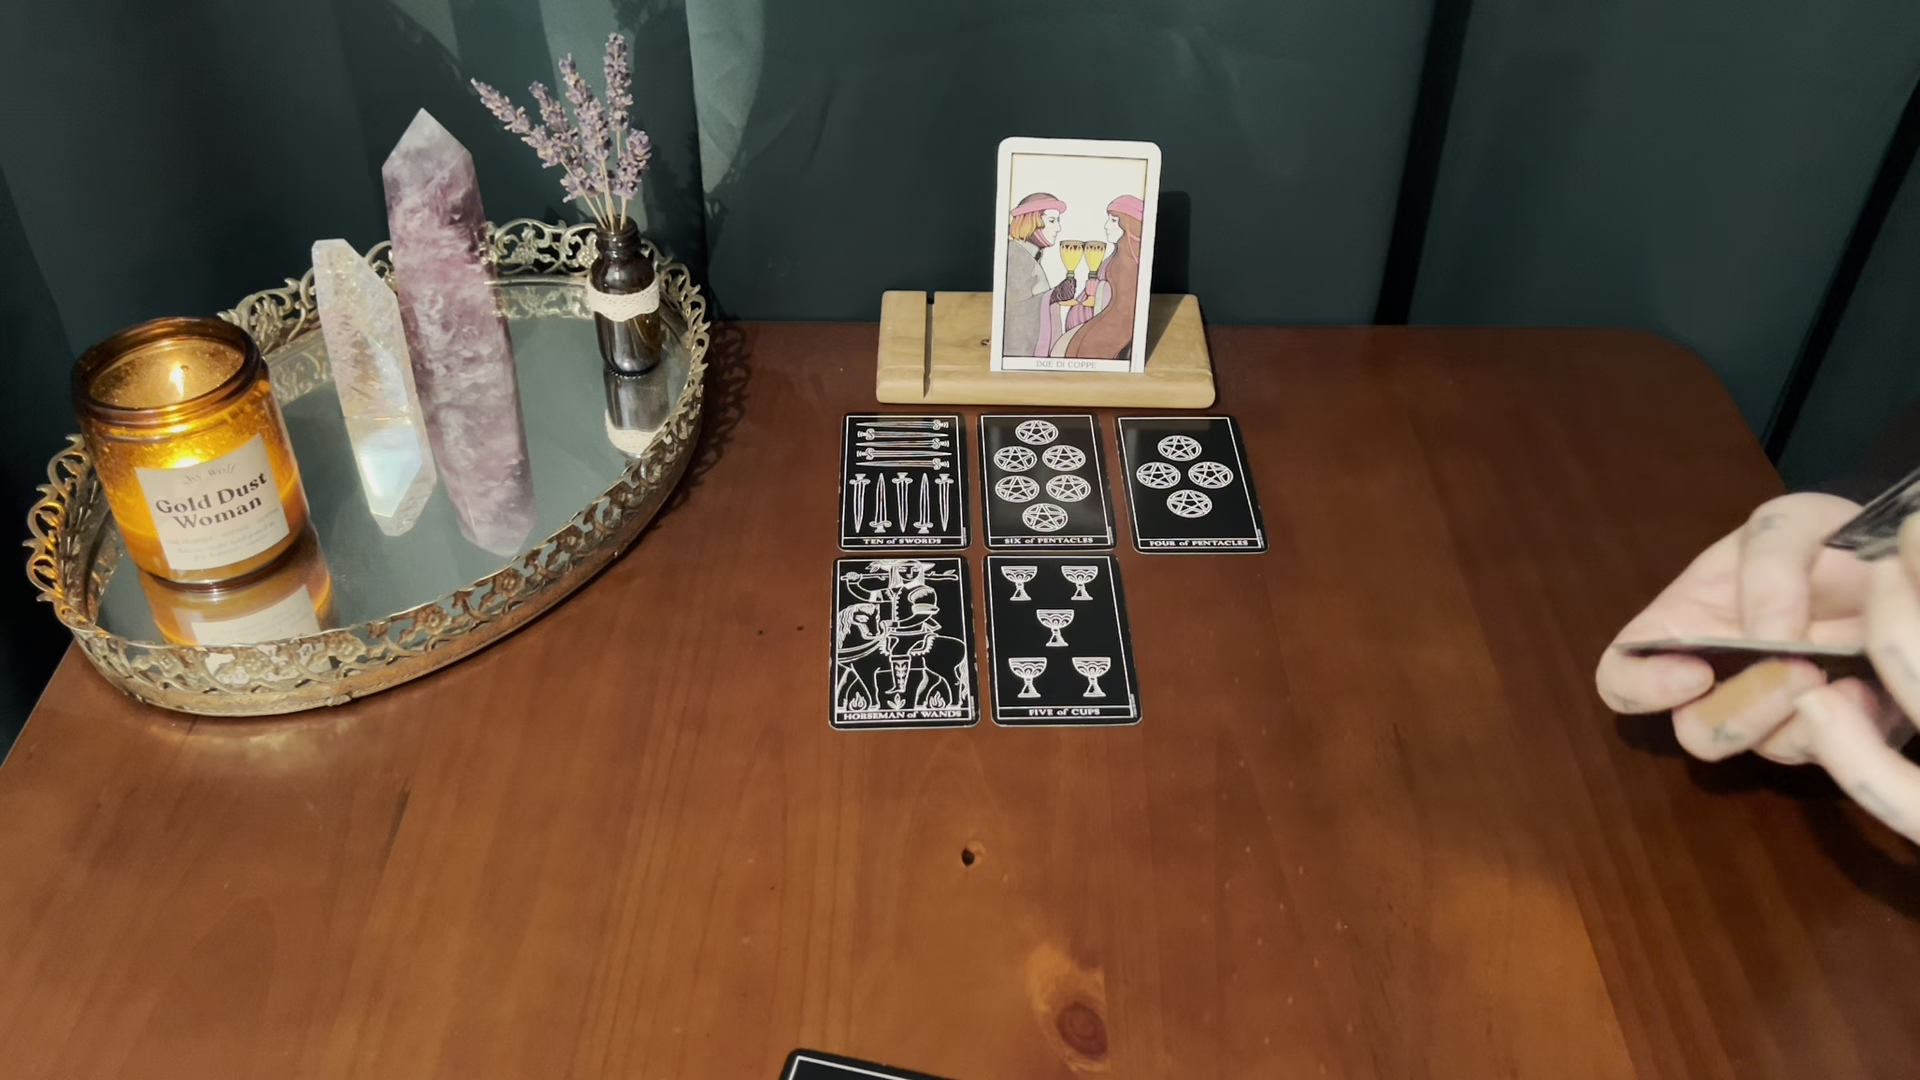 Gold Dust
Woman
DUE DI COPPE
TEN of SWORDS
SIX of PENTACLES
FOUR of PENTACLES
HORSEMAN of WANDS
FIVE of CUPS